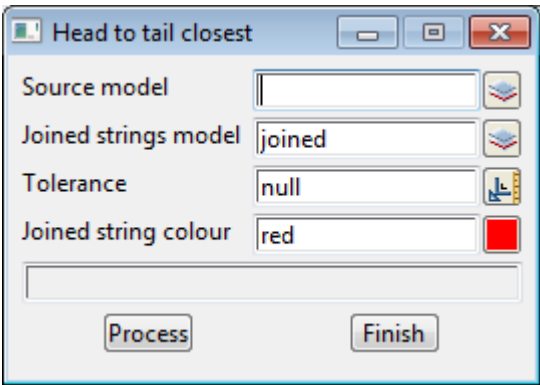 Head to tail closest
Source model
Joined strings model joined
Tolerance null
Joined string colour red
Process Finish